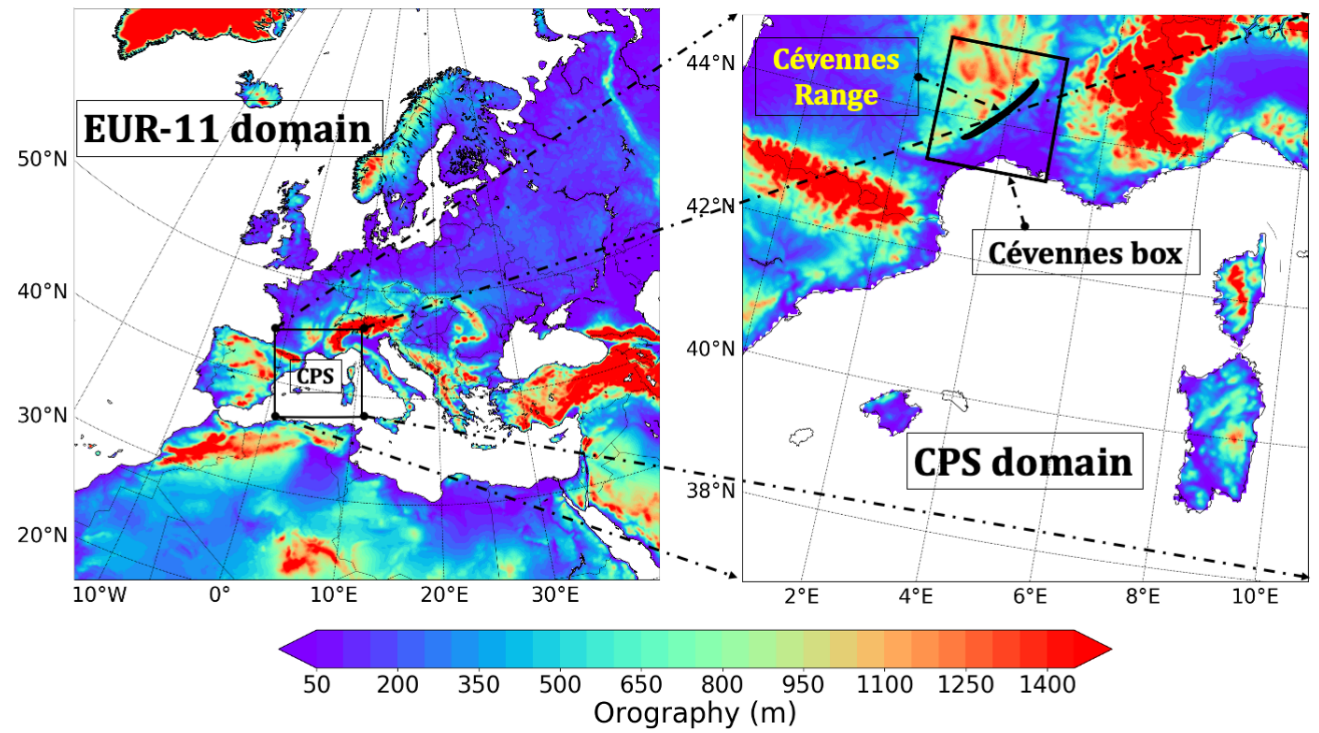 EUR-11 domain
50°N
40°N
30°N
20°N
10°W 0° 10°E 20°E 30°E
CPS
44°N
42°N
40°N
38°N
2°E 4°E 6°E 8°E 10°E
Cévennes
Range
Cévennes box
CPS domain
50 200 350 500 650 800 950 1100 1250 1400
Orography (m)